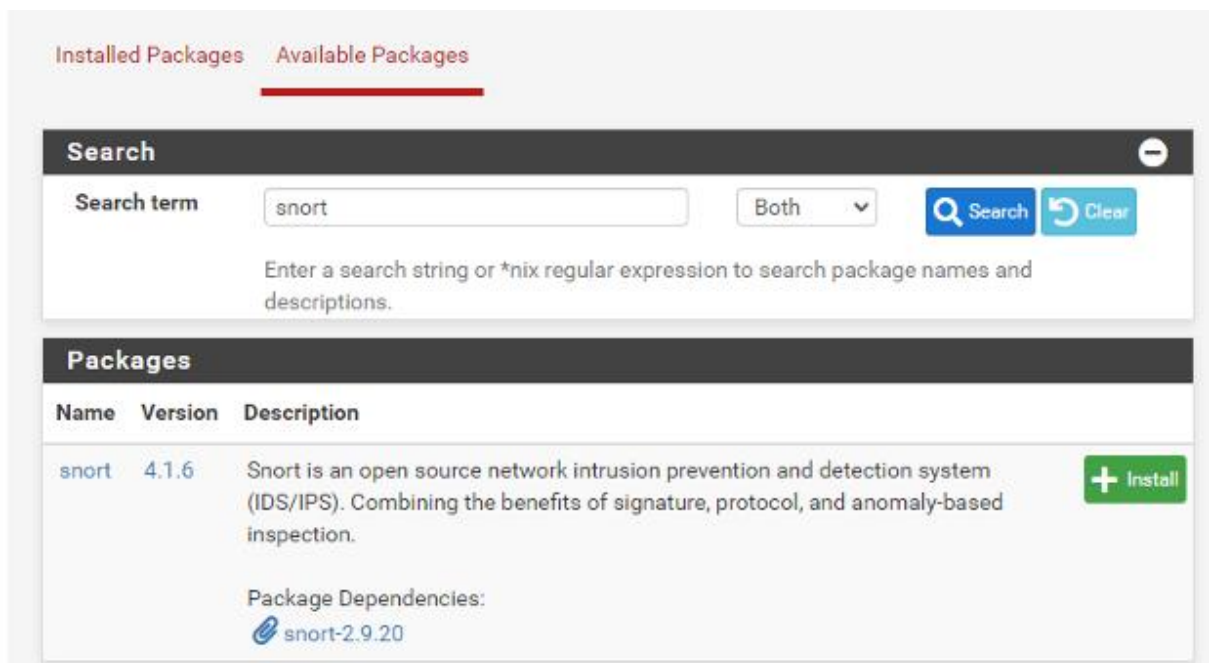 Installed Packages Available Packages
Search
Search term snort Both Search Clear
Enter a search string or *nix regular expression to search package names and
descriptions.
Packages
Name Version Description
snort 4.1.6 Snort is an open source network intrusion prevention and detection system Install
(IDS/IPS). Combining the benefits of signature, protocol, and anomaly-based
inspection.
Package Dependencies:
snort-2.9.20